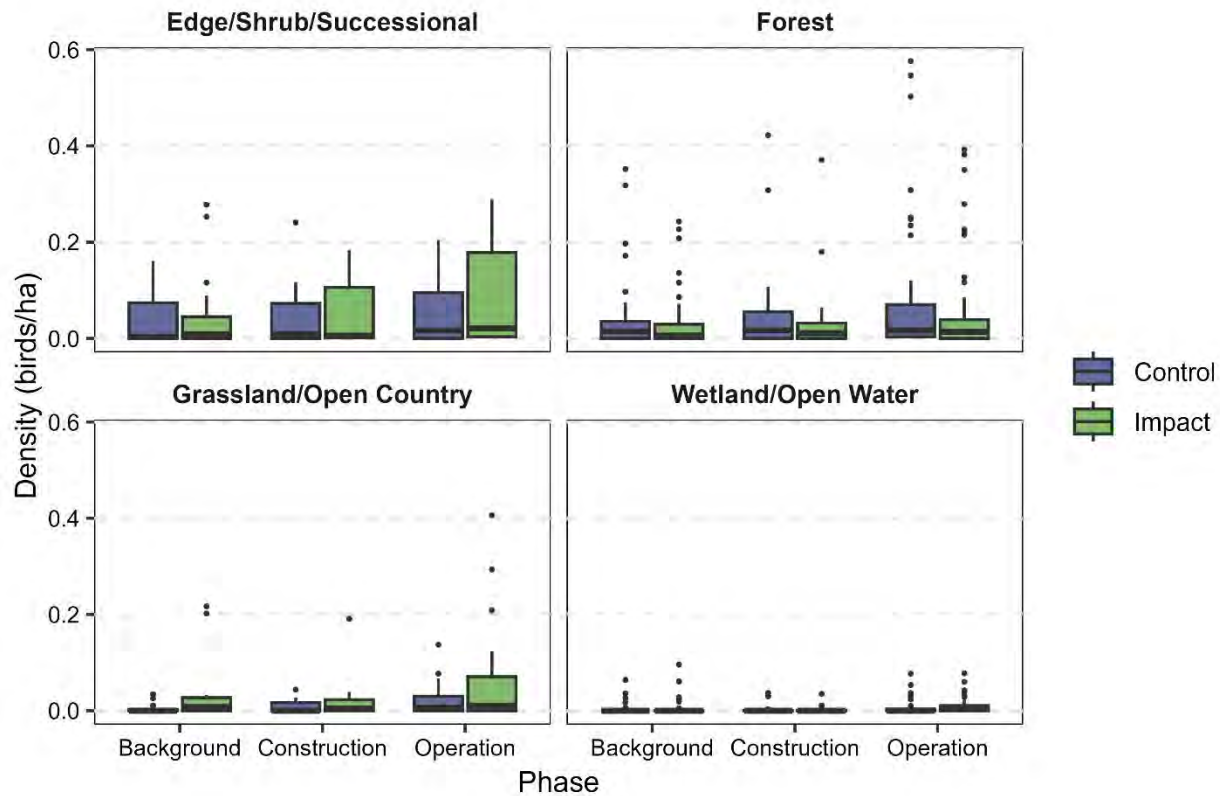 Edge/Shrub/Successional
Forest
0.6
0.4
0.2
0.0
Grassland/Open Country
Wetland/Open Water
0.6
0.4
0.2
0.0
Density (birds/ha)
Control
Impact
Background
Construction
Operation
Background
Construction
Operation
Phase